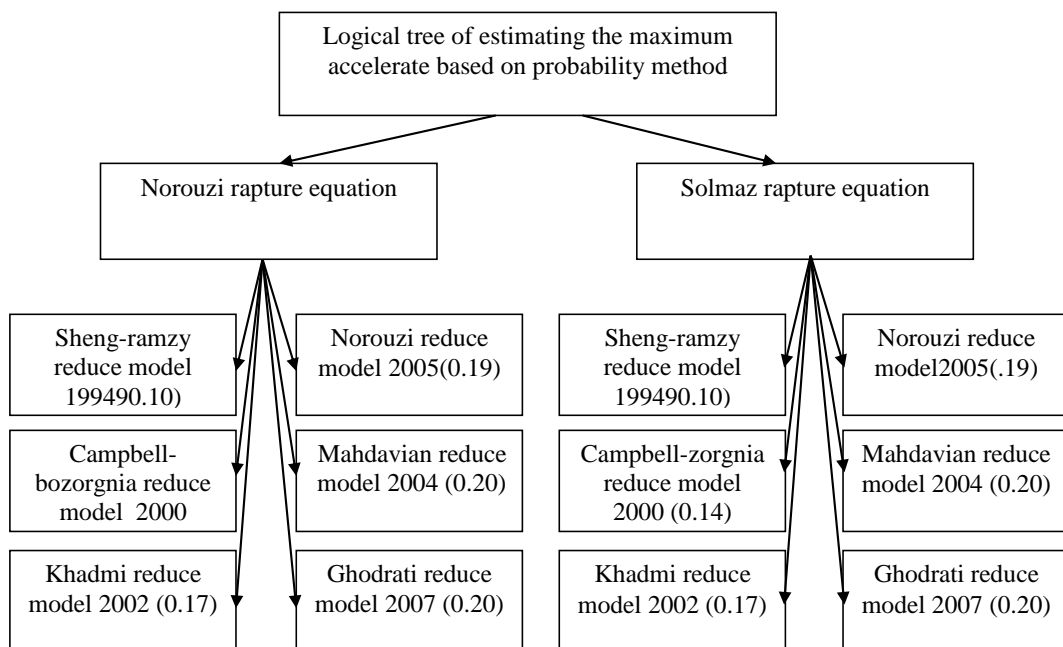 Logical tree of estimating the maximum
accelerate based on probability method
Norouzi rapture equation
Solmaz rapture equation
Sheng-ramzy
reduce model
199490.10)
Norouzi reduce
model 2005(0.19)
Sheng-ramzy
reduce model
199490.10)
Norouzi reduce
model2005(.19)
Campbell-
bozorgnia reduce
model 2000
Mahdavian reduce
model 2004 (0.20)
Campbell-zorgnia
reduce model
2000 (0.14)
Mahdavian reduce
model 2004 (0.20)
Khadmi reduce
model 2002 (0.17)
Ghodrati reduce
model 2007 (0.20)
Khadmi reduce
model 2002 (0.17)
Ghodrati reduce
model 2007 (0.20)